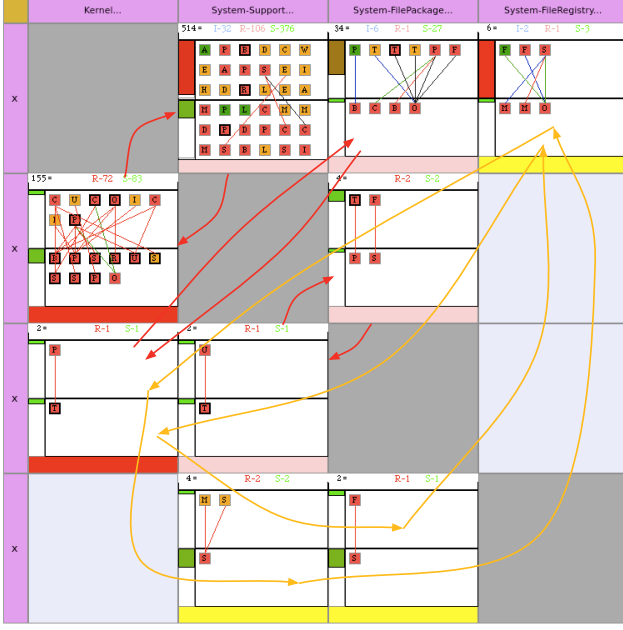 Kernel... System-Support... System-FilePackage... System-FileRegistry...
514= I-32 R-106 S-376 34= I-6 R-1 S-27 6= I-2 R-1 S-3
A P B D C W P T T T P F F F S
E A P S E I
H D R L E A
X
M P L C M M B C B O M M O
D P D P C C
M S B L S I
155= R-72 S-83 4= R-2 S-2
C U C O I C T F
I P
X
B P S R U S P S
S S P O
2= R-1 S-1 2= R-1 S-1
P U
X
T T
4= R-2 S-2 2= R-1 S-1
M S F
X
S S